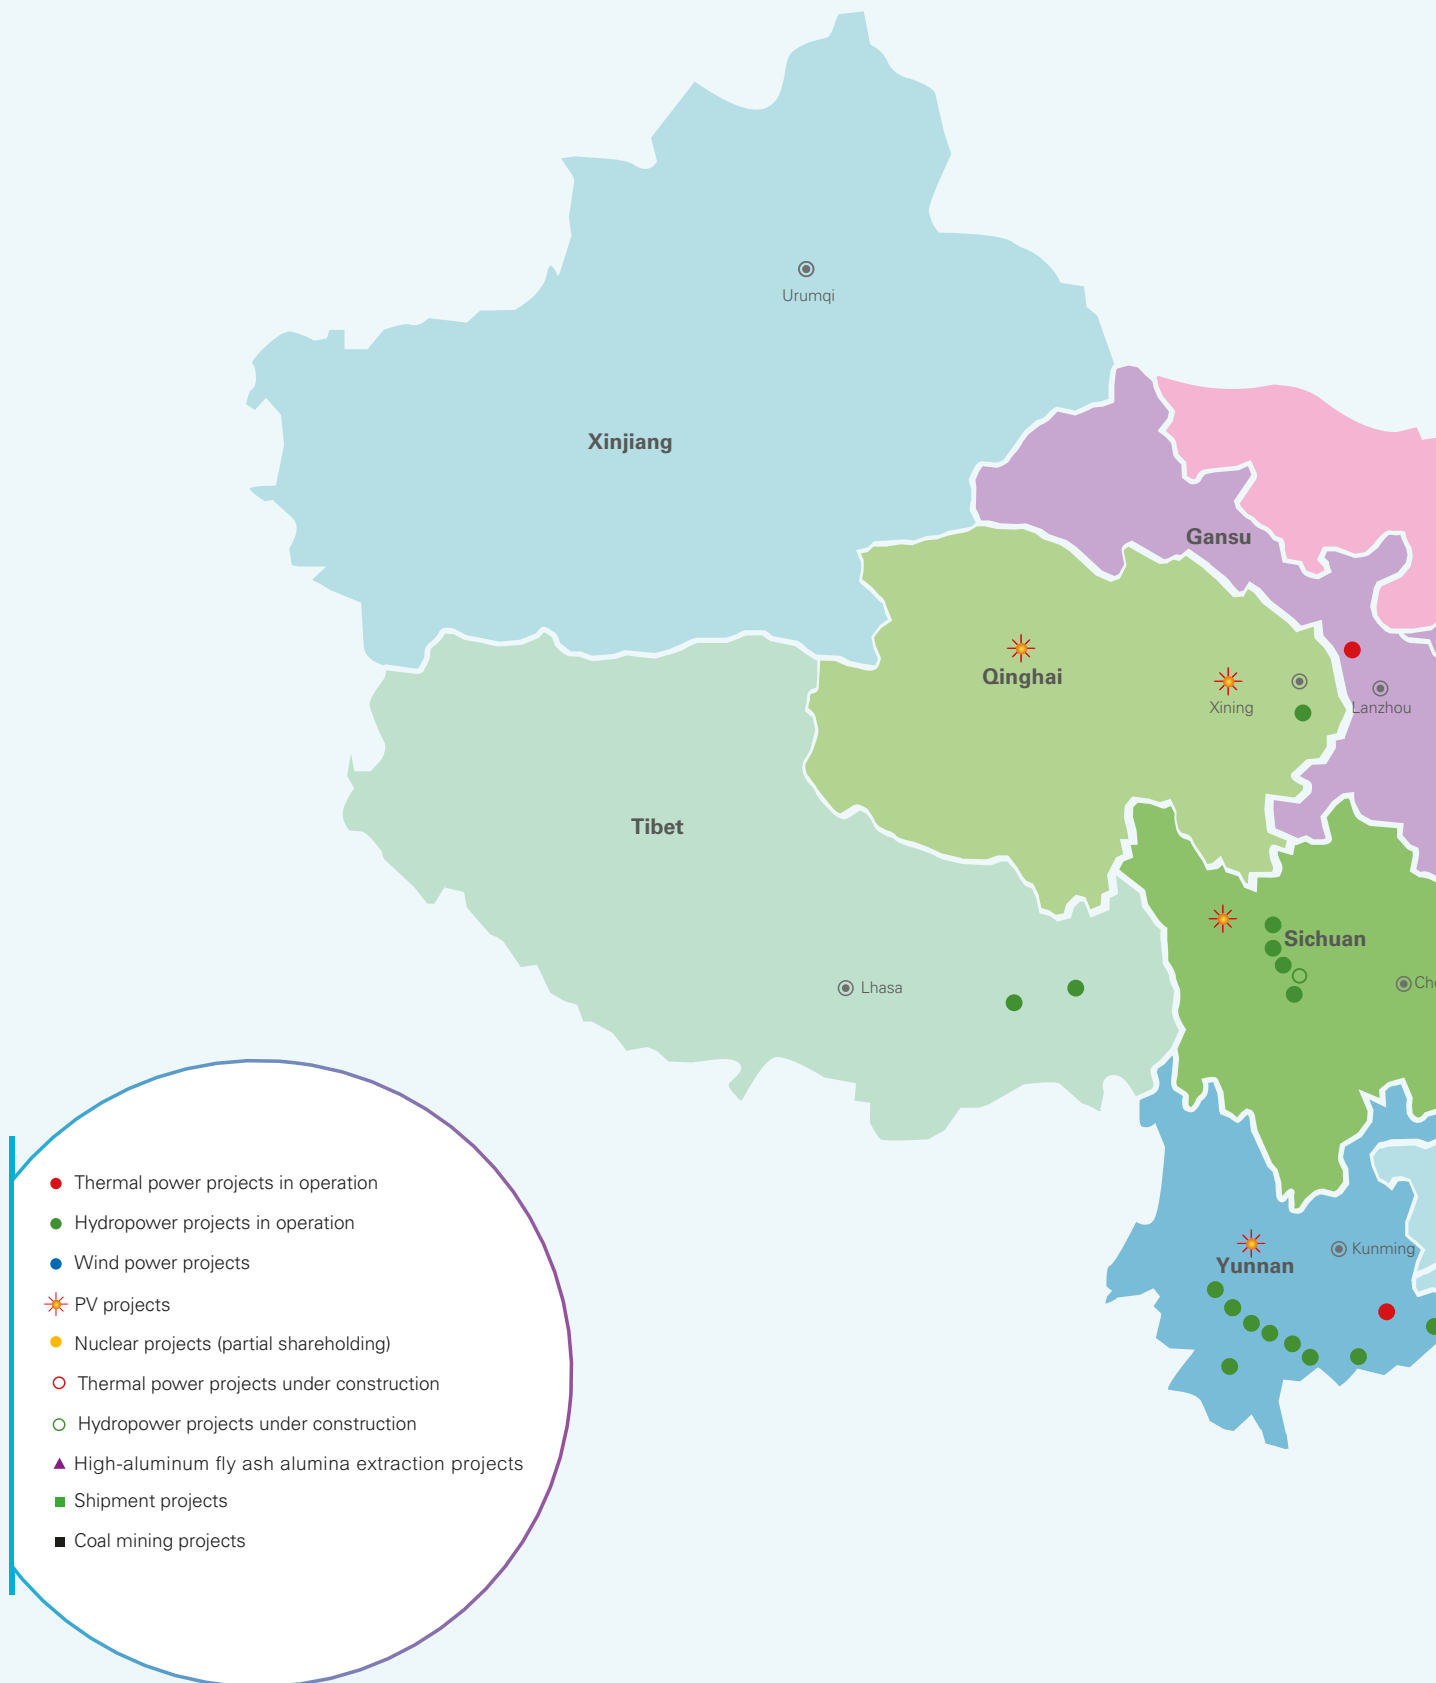 Urumqi
Xinjiang
Gansu
Qinghai
Xining
Lanzhou
Tibet
Sichuan
Lhasa
Ch
Kunming
Yunnan
Thermal power projects in operation
Hydropower projects in operation
Wind power projects
PV projects
Nuclear projects (partial shareholding)
Thermal power projects under construction
Hydropower projects under construction
High-aluminum fly ash alumina extraction projects
Shipment projects
Coal mining projects